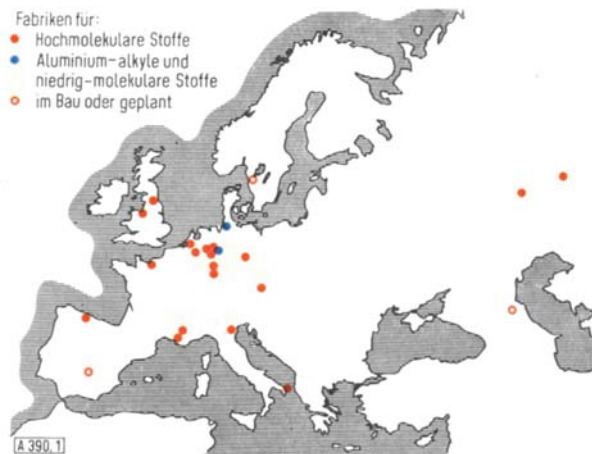 Fabriken für:
Hochmolekulare Stoffe
Aluminium-alkyle und
niedrig-molekulare Stoffe
im Bau oder geplant
A 390,1